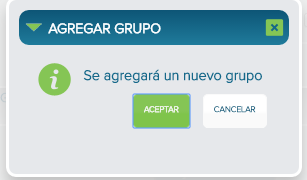 AGREGAR GRUPO
Se agregará un nuevo grupo
ACEPTAR
CANCELAR